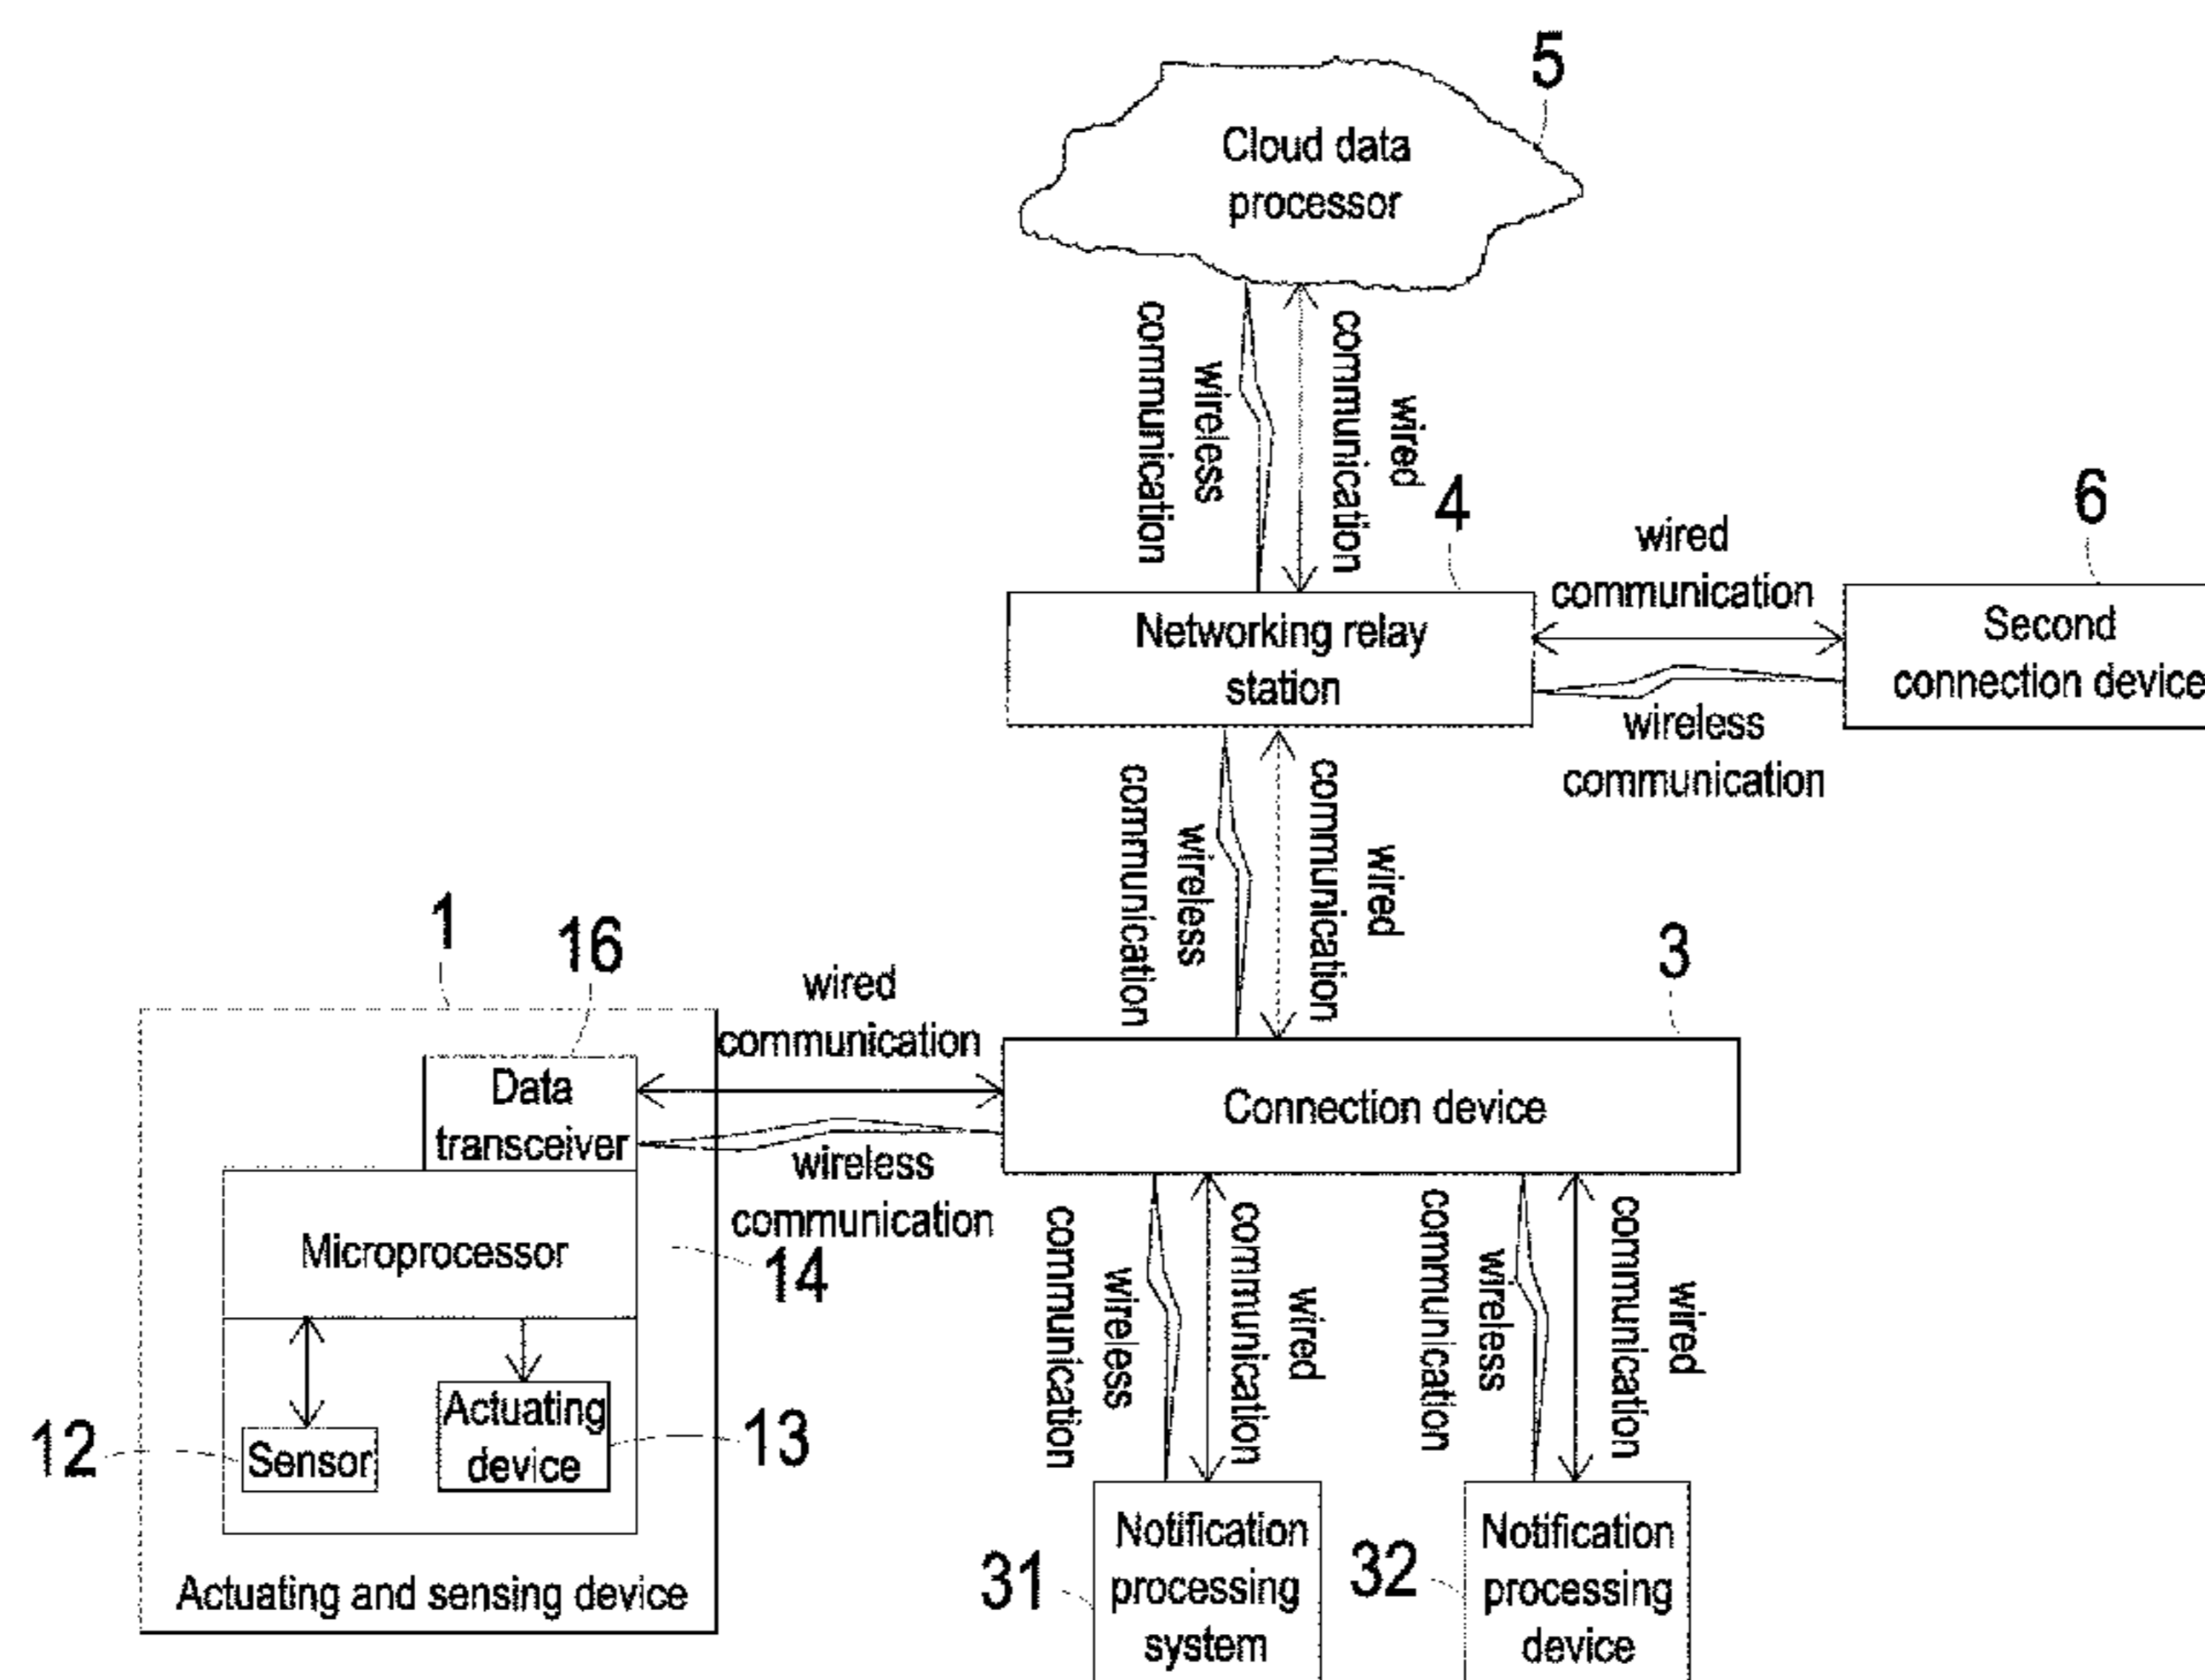 5
Cloud data
processor
wireless
communication
wired
communication
4
6
wired
communication
Networking relay
station
Second
connection device
wireless
communication
wireless
communication
wired
communication
1
16
3
wired
communication
Data
transceiver
Connection device
wireless
communication
Microprocessor
14
wireless
communication
wired
communication
wireless
communication
wired
communication
12
Sensor
Actuating
device
13
Actuating and sensing device
31
Notification
processing
system
32
Notification
processing
device